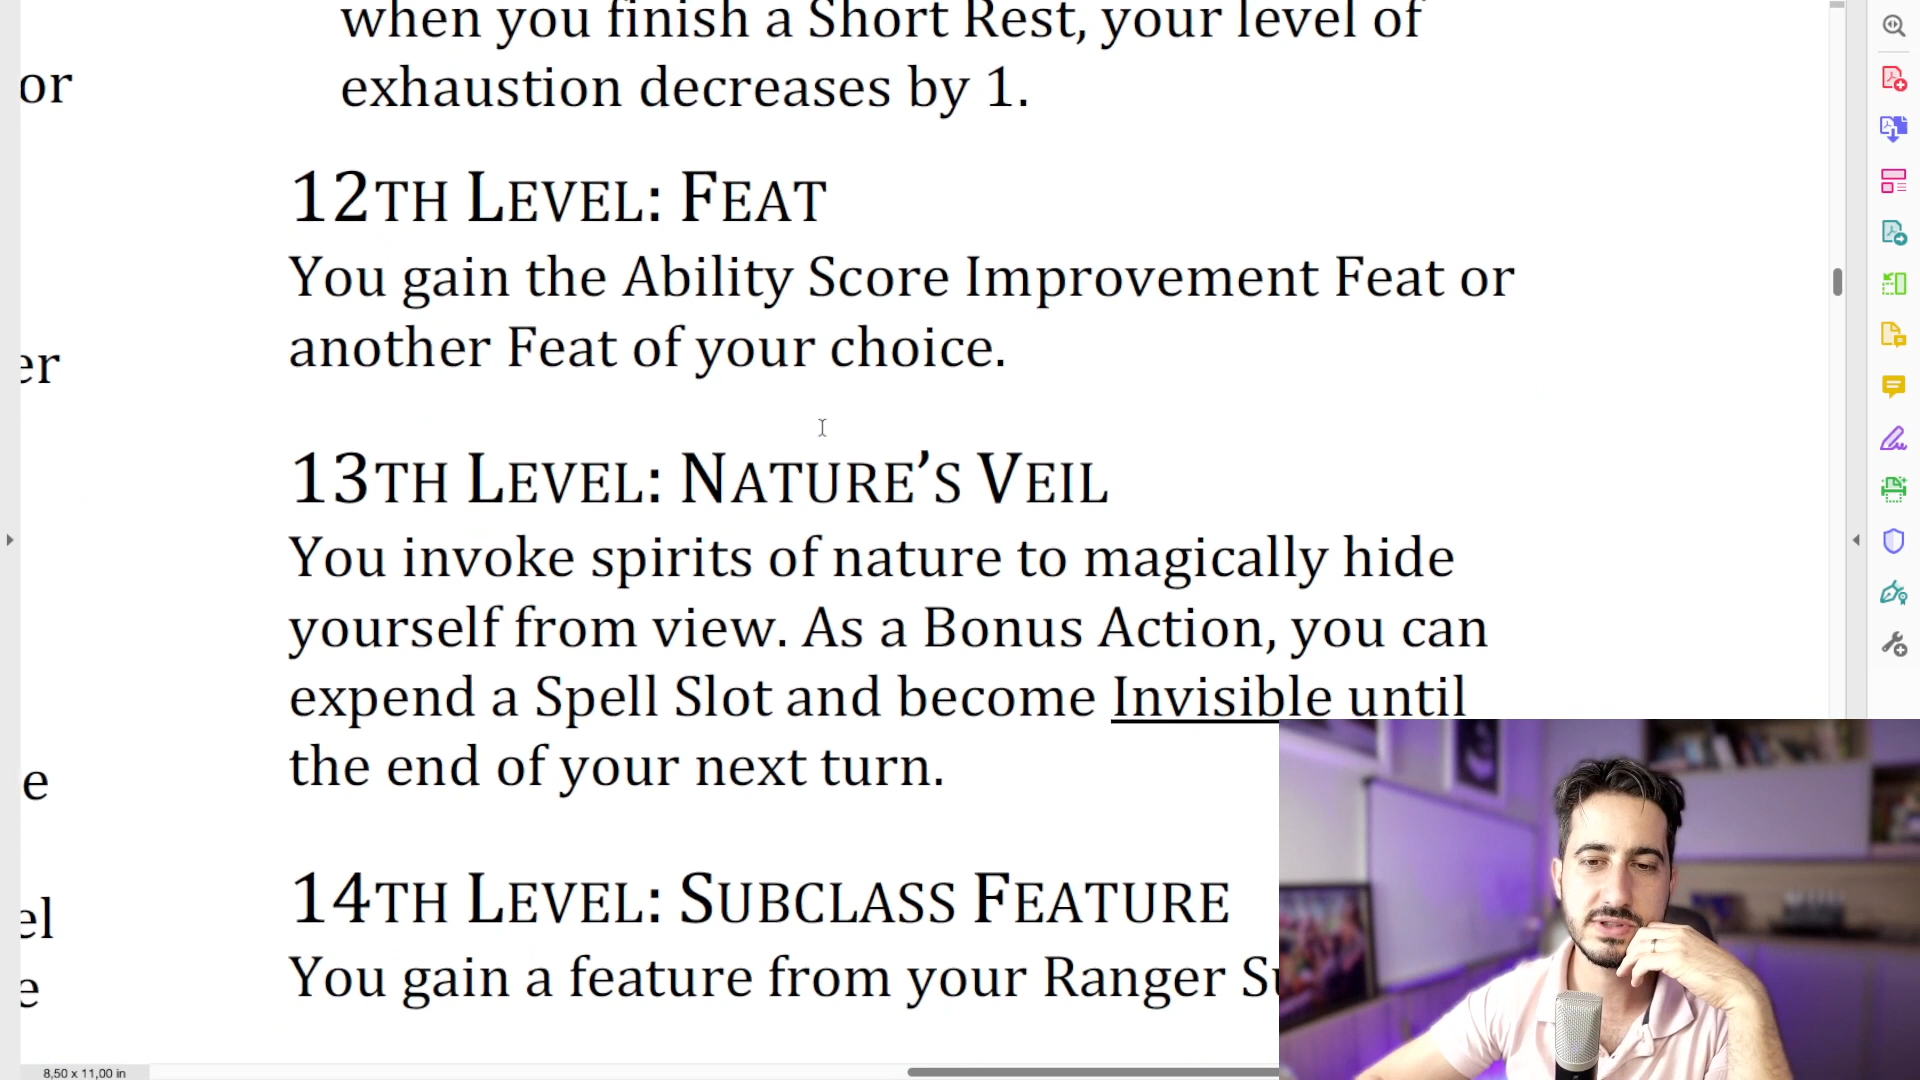 when you finish a Short Rest, your level of
exhaustion decreases by 1.
or
12TH LEVEL: FEAT
You gain the Ability Score Improvement Feat or
another Feat of your choice.
er
13TH LEVEL: NATURE’S VEIL
You invoke spirits of nature to magically hide
yourself from view. As a Bonus Action, you can
expend a Spell Slot and become Invisible until
the end of your next turn.
e
14TH LEVEL: SUBCLASS FEATURE
el
You gain a feature from your Ranger Su
e
8,50 x 11,00 in